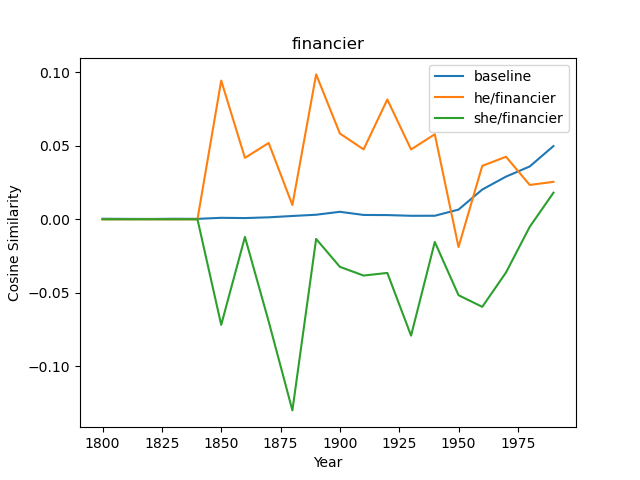 financier
baseline
he/financier
she/financier
0.10
0.05
0.00
−0.05
−0.10
Cosine Similarity
1800 1825 1850 1875 1900 1925 1950 1975
Year